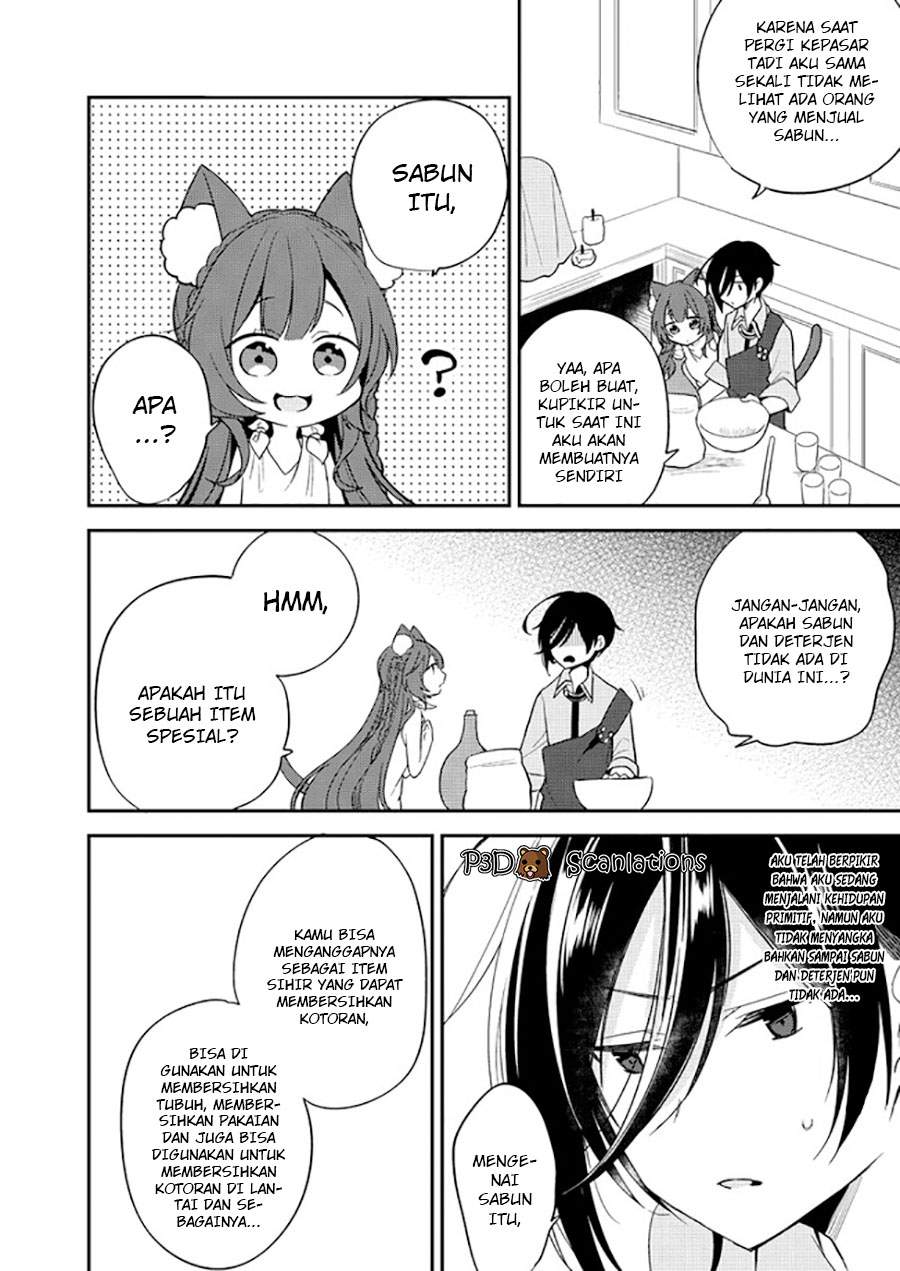 KARENA SAAT
PERGI KEPASAR
TADI AKU SAMA
SEKALI TIDAK ME-
LIHAT ADA ORANG
YANG MENJUAL
SABUN...
YAA, APA
BOLEH BUAT,
KUPIKIR UN-
TUK SAAT INI
AKU AKAN
MEMBUATNYA
SENDIRI
SABUN
ITU,
APA
...?
?
JANGAN-JANGAN,
APAKAH SABUN
DAN DETERJEN
TIDAK ADA DI
DUNIA INI...?
HMM,
APAKAH ITU
SEBUAH ITEM
SPESIAL?
P3D Scanlations
AKU TELAH BERPIKIR
BAHWA AKU SEDANG
MENJALANI KEHIDUPAN
PRIMITIF, NAMUN AKU
TIDAK MENYANGKA
BAHKAN SAMPAI SABUN
DAN DETERJEN PUN
TIDAK ADA...
MENGE-
NAI
SABUN
ITU,
KAMU BISA
MENGANGGAPNYA
SEBAGAI ITEM
SIHIR YANG DAPAT
MEMBERSIHKAN
KOTORAN,
BISA DI
GUNAKAN UNTUK
MEMBERSIHKAN
TUBUH, MEMBER-
SIHKAN PAKAIAN
DAN JUGA BISA
DIGUNAKAN UNTUK
MEMBERSIHKAN
KOTORAN DI LAN-
TAI DAN SE-
BAGAINYA...